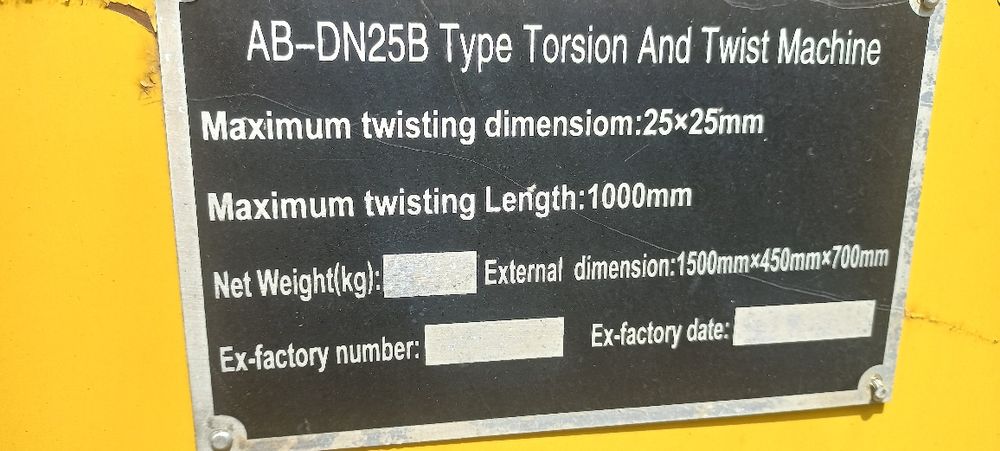 AB-DN25B Type Torsion And Twist Machine
Maximum twisting dimensiom:25×25mm
Maximum twisting Length:1000mm
Net Weight(kg): External dimension:1500mm×450mm×700mm
Ex-factory number: Ex-factory date: